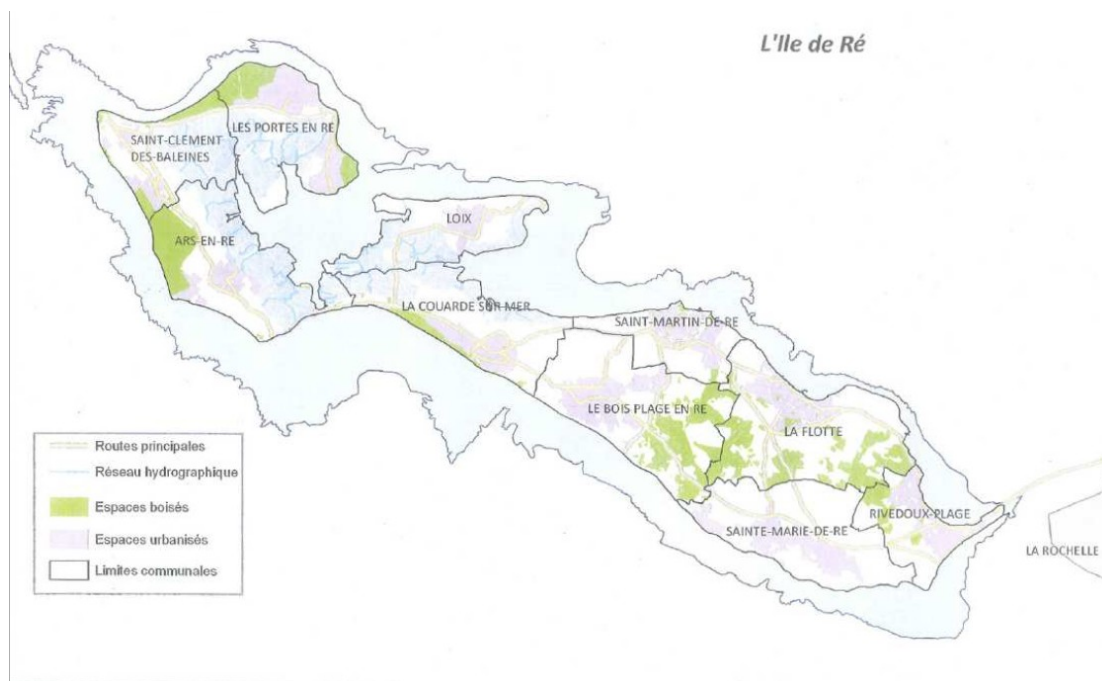 L'Ile de Ré
LES PORTES EN RE
SAINT-CLEMENT
DES-BALEINES
LOIX
ARS-EN-RE
LA COUARDE SUR MER
SAINT-MARTIN-DE-RE
LE BOIS PLAGE EN RE
LA FLOTTE
RIVEDOUX-PLAGE
SAINTE-MARIE-DE-RE
LA ROCHELLE
Routes principales
Réseau hydrographique
Espaces boisés
Espaces urbanisés
Limites communales